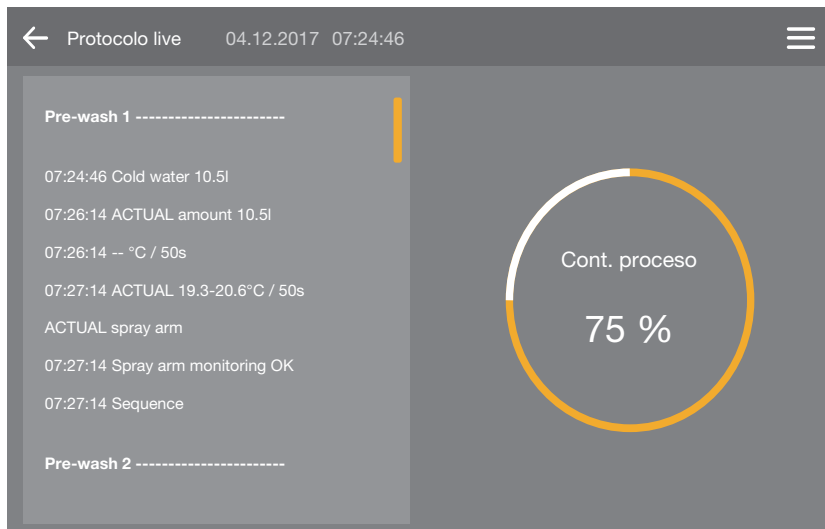 Protocolo live 04.12.2017 07:24:46
Pre-wash 1 -----------------------
07:24:46 Cold water 10.5l
07:26:14 ACTUAL amount 10.5l
07:26:14 -- °C / 50s
07:27:14 ACTUAL 19.3-20.6°C / 50s
ACTUAL spray arm
07:27:14 Spray arm monitoring OK
07:27:14 Sequence
Pre-wash 2 -----------------------
Cont. proceso
75 %